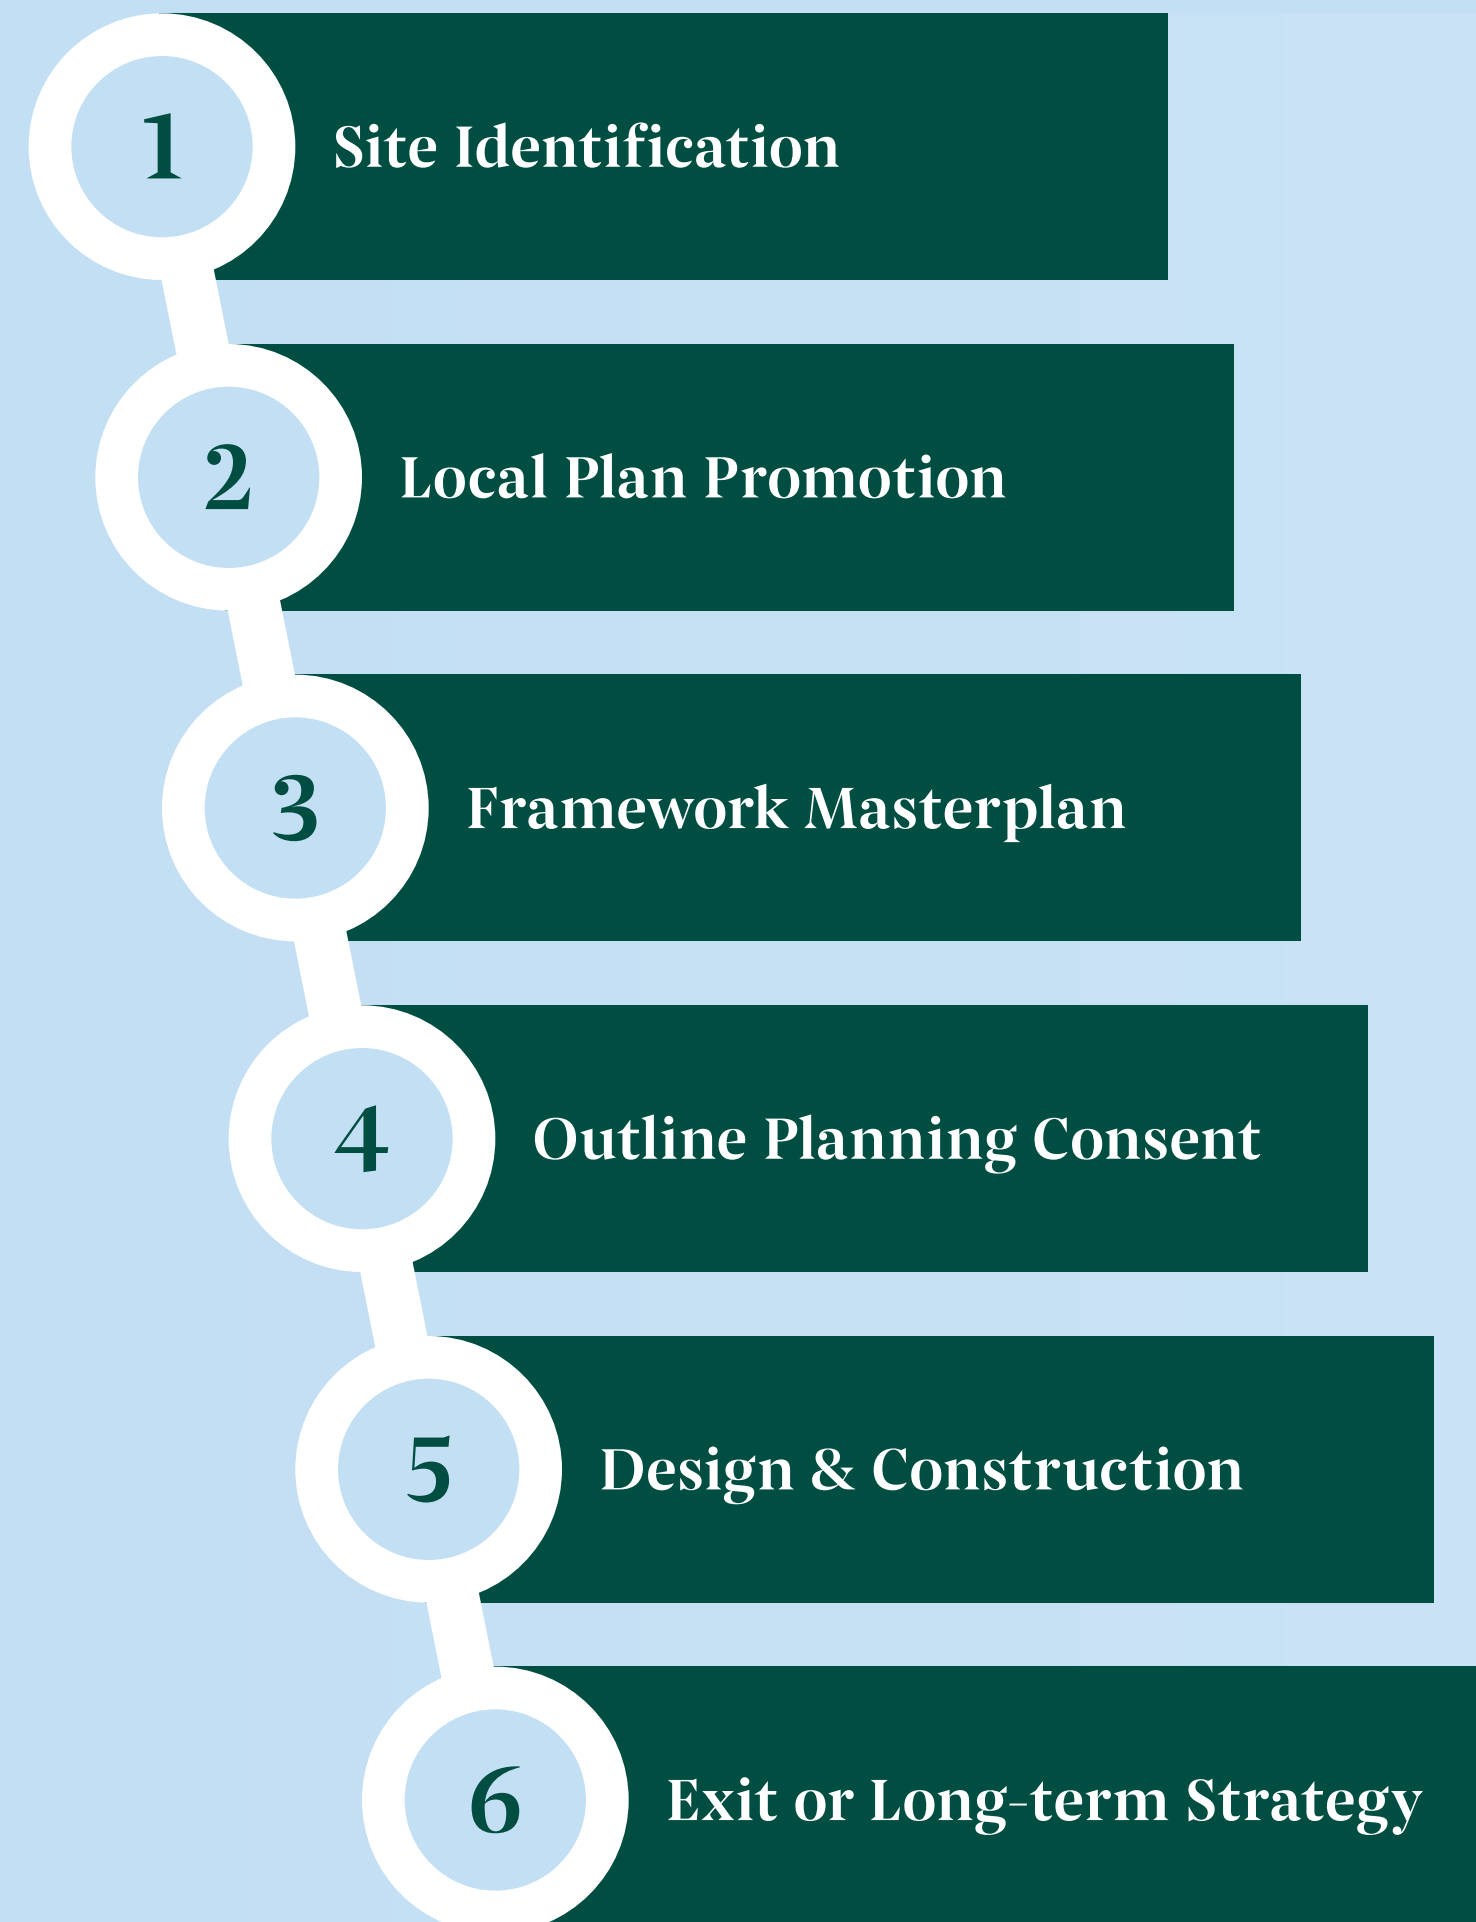 1
Site Identification
2
Local Plan Promotion
3
Framework Masterplan
4
Outline Planning Consent
5
Design & Construction
6
Exit or Long-term Strategy